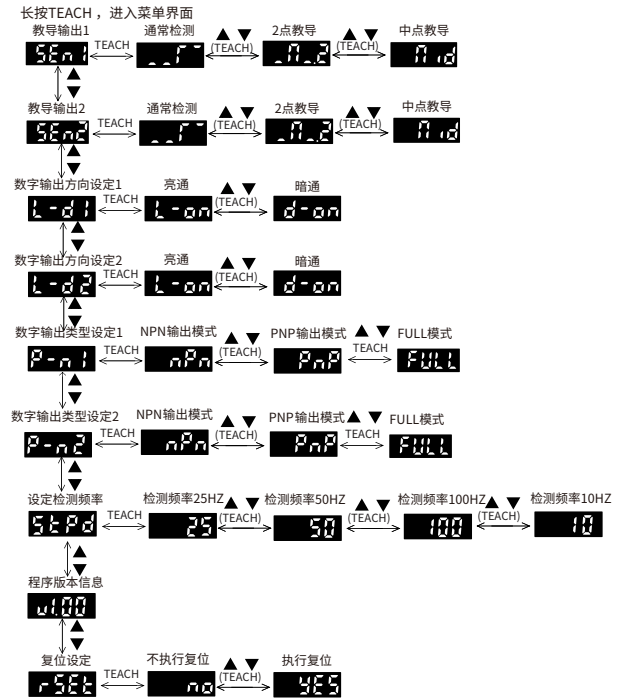 长按TEACH ，进入菜单界面
教导输出1 通常检测 2点教导 中点教导
TEACH (TEACH) (TEACH)
SEn1 __┌¯ _.n_.2 n id
教导输出2 通常检测 2点教导 中点教导
TEACH (TEACH) (TEACH)
SEn2 __┌¯ _.n_.2 n id
数字输出方向设定1 亮通 暗通
TEACH (TEACH)
L-d1 L-on d-on
数字输出方向设定2 亮通 暗通
TEACH (TEACH)
L-d2 L-on d-on
数字输出类型设定1 NPN输出模式 PNP输出模式 FULL模式
TEACH (TEACH) TEACH
P-n1 nPn PnP FULL
数字输出类型设定2 NPN输出模式 PNP输出模式 FULL模式
TEACH (TEACH) TEACH
P-n2 nPn PnP FULL
设定检测频率 检测频率25HZ 检测频率50HZ 检测频率100HZ 检测频率10HZ
TEACH (TEACH) (TEACH) (TEACH)
StPd 25 50 100 10
程序版本信息
v1.00
复位设定 不执行复位 执行复位
TEACH (TEACH)
rSEt no YES